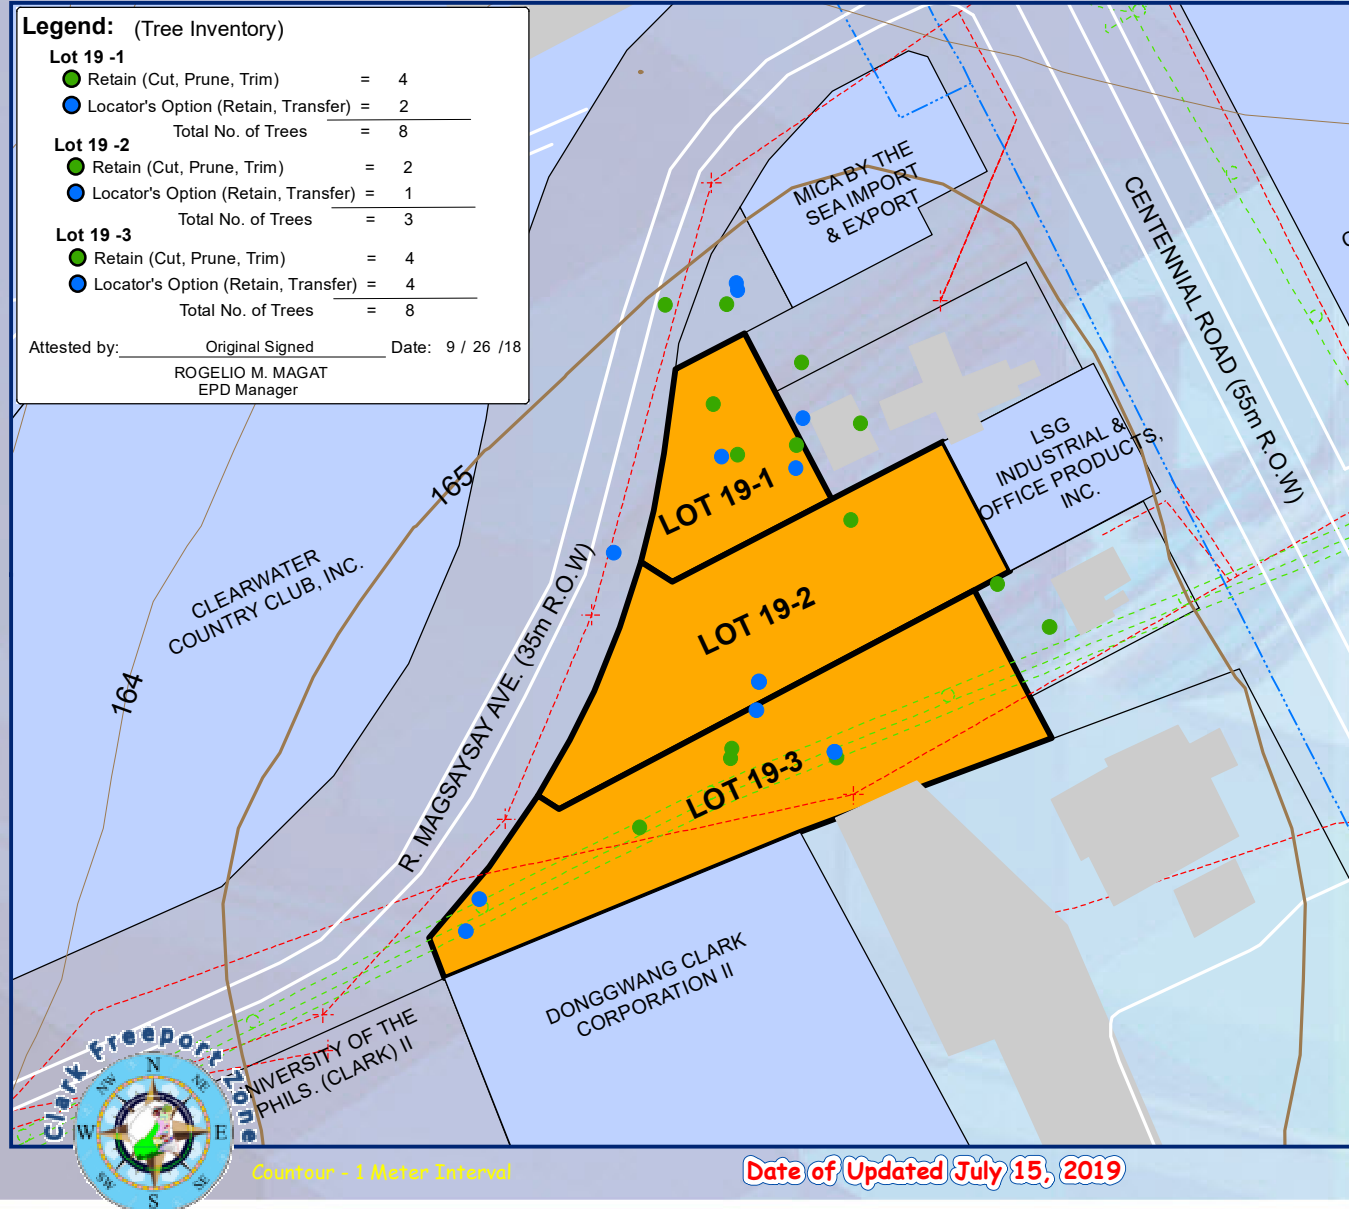 Legend: (Tree Inventory)
Lot 19 -1
Retain (Cut, Prune, Trim) = 4
Locator's Option (Retain, Transfer) = 2
Total No. of Trees = 8
Lot 19 -2
Retain (Cut, Prune, Trim) = 2
Locator's Option (Retain, Transfer) = 1
Total No. of Trees = 3
Lot 19 -3
Retain (Cut, Prune, Trim) = 4
Locator's Option (Retain, Transfer) = 4
Total No. of Trees = 8
Attested by: Original Signed Date: 9 / 26 /18
ROGELIO M. MAGAT
EPD Manager
MICA BY THE
SEA IMPORT
& EXPORT
CENTENNIAL ROAD (55m R.O.W)
LSG
INDUSTRIAL &
OFFICE PRODUCTS,
INC.
LOT 19-1
165
CLEARWATER
COUNTRY CLUB, INC.
164
R. MAGSAYSAY AVE. (35m R.O.W)
LOT 19-2
LOT 19-3
DONGGWANG CLARK
CORPORATION II
NIVERSITY OF THE
PHILS. (CLARK) II
Clark Freeport Zone
N
NE
E
SE
S
SW
W
NW
Countour - 1 Meter Interval
Date of Updated July 15, 2019